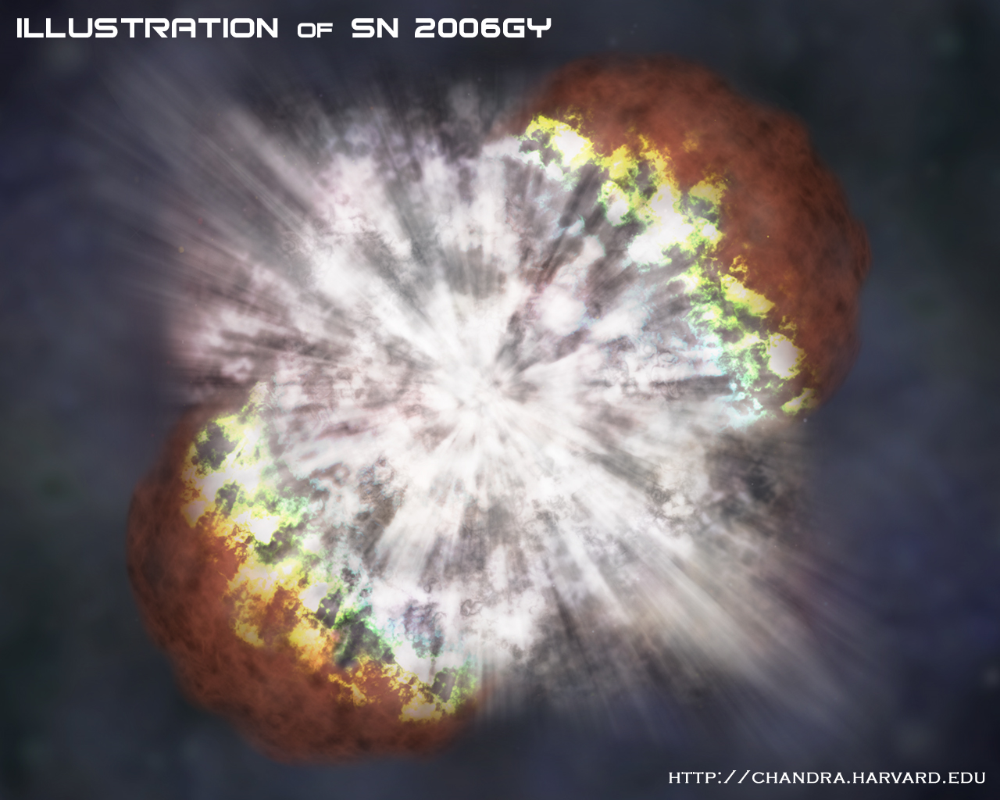 ILLUSTRATION OF SN 2006GY
HTTP://CHANDRA.HARVARD.EDU